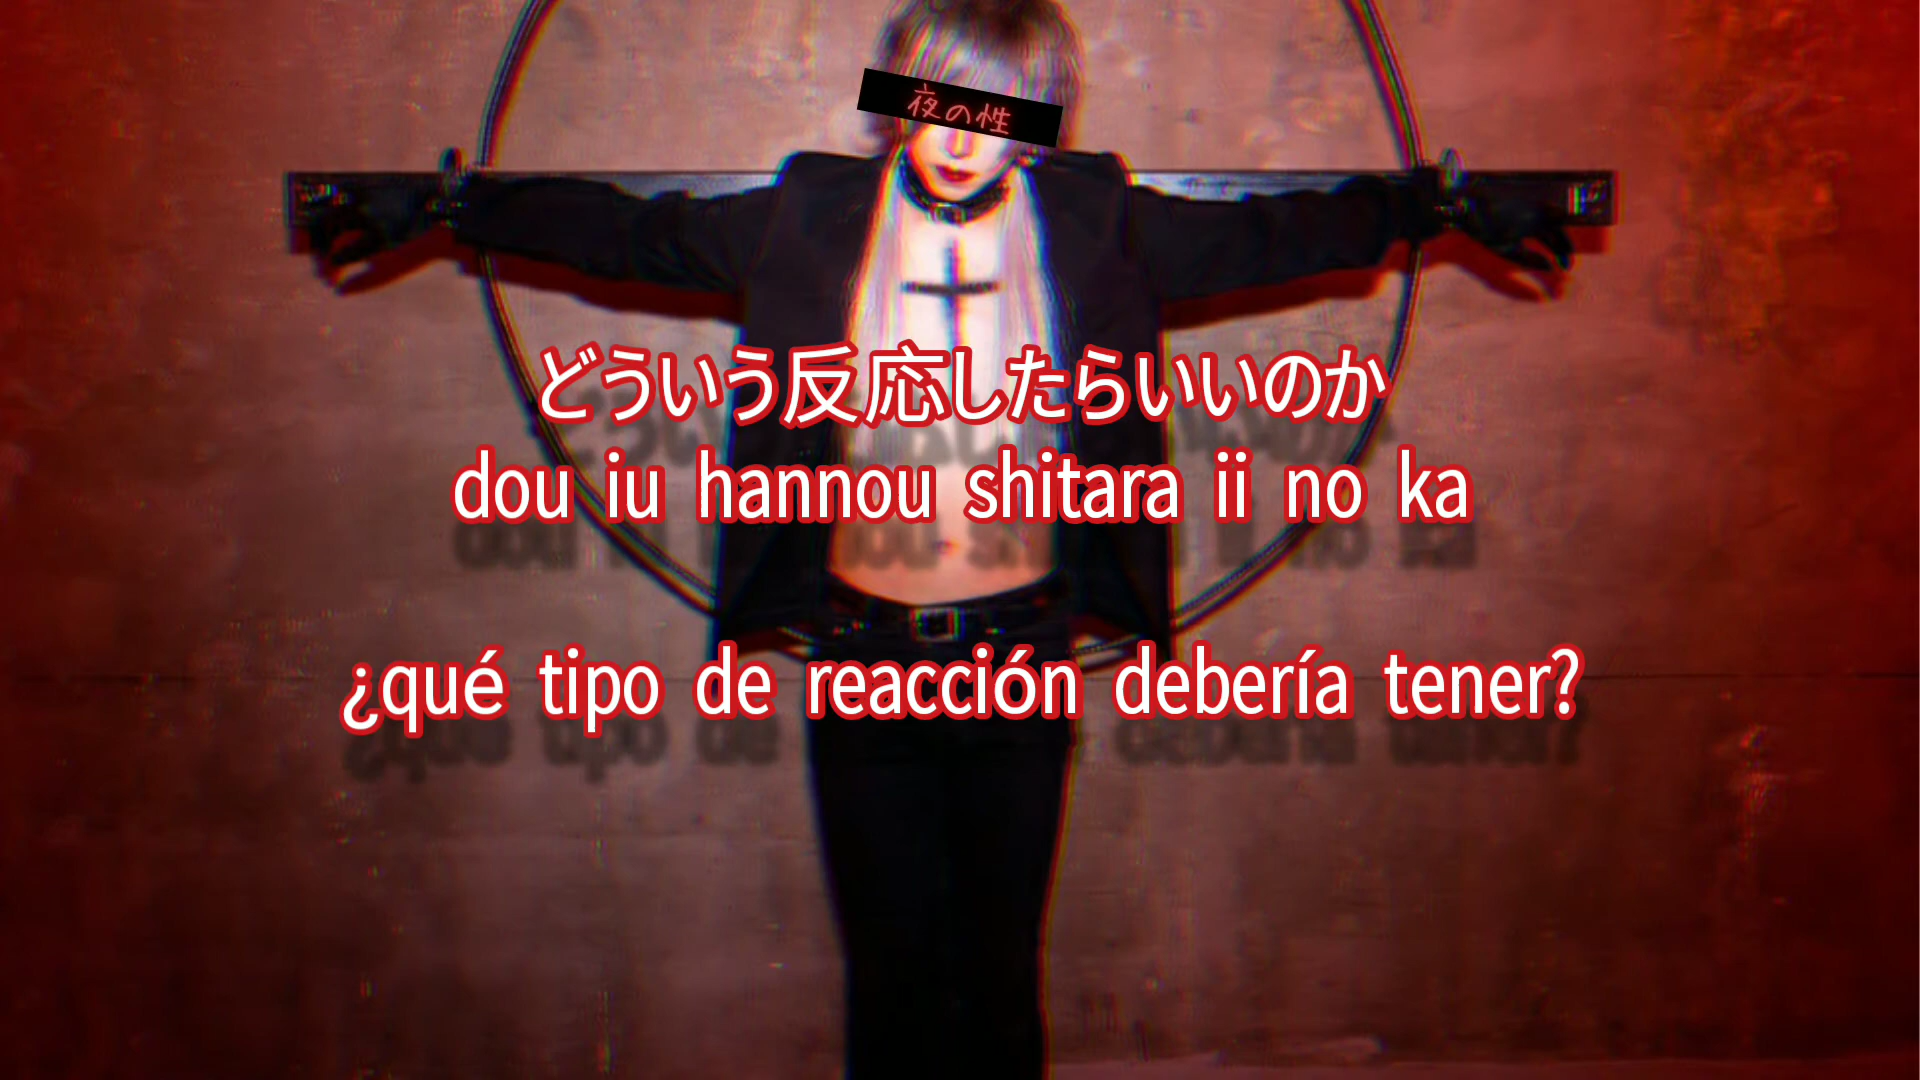 夜の性
どういう反応したらいいのか
dou iu hannou shitara ii no ka
¿qué tipo de reacción debería tener?